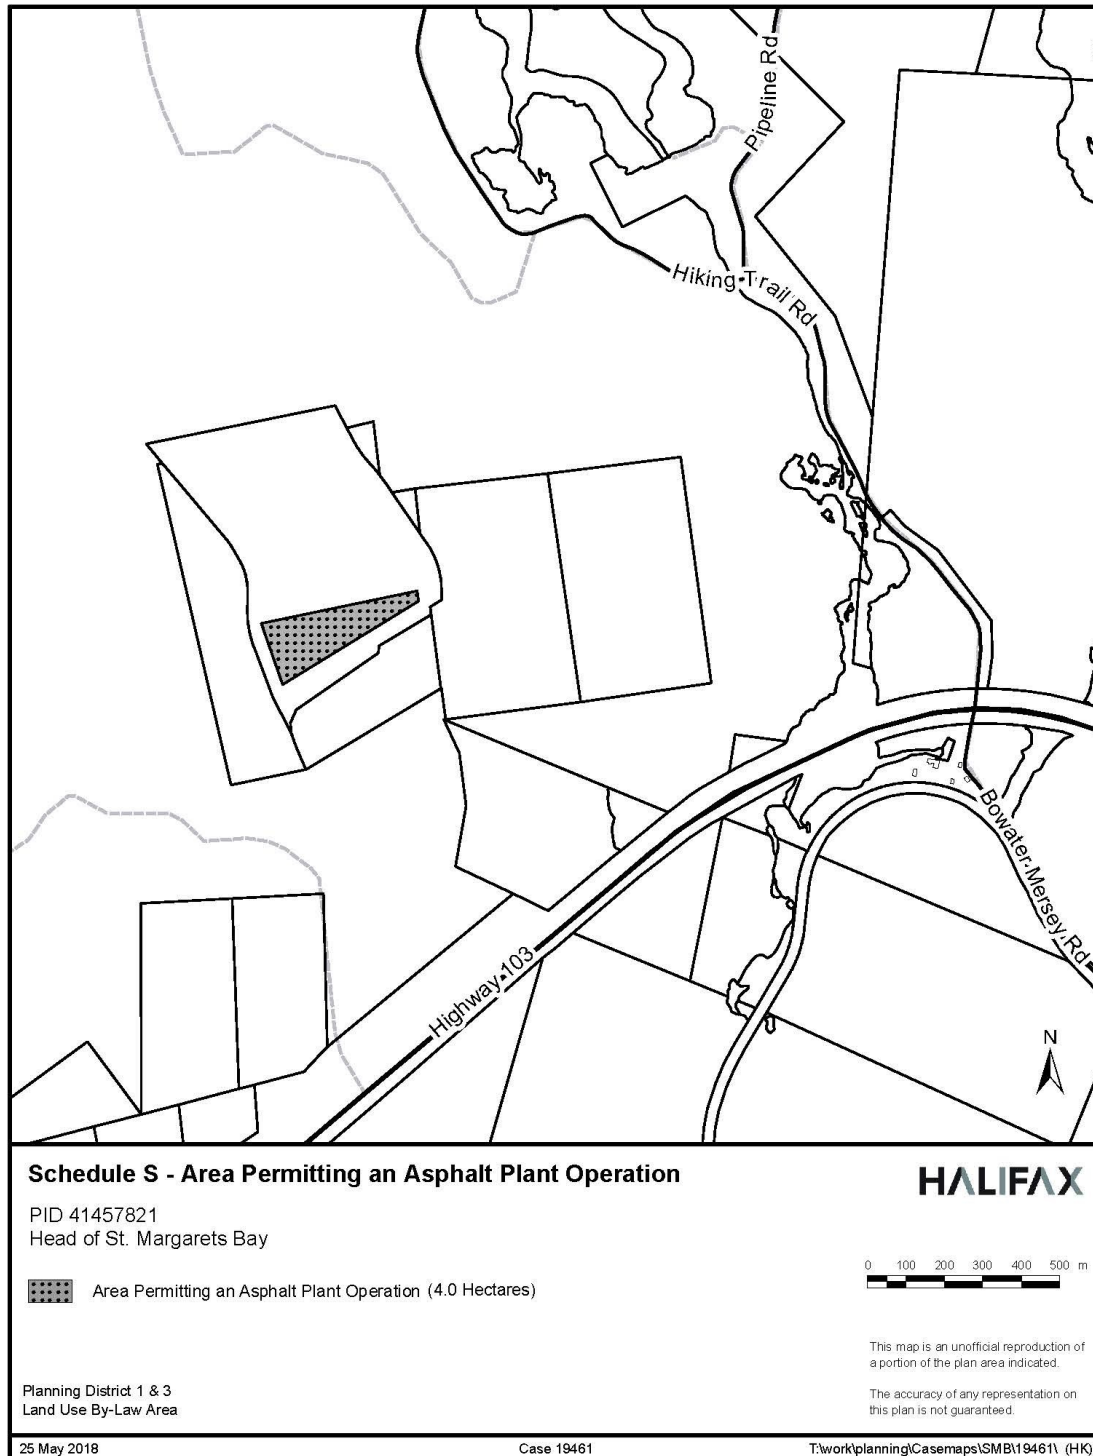 Pipeline Rd
Hiking Trail Rd
Bowater Mersey Rd
Highway 103
N
Schedule S - Area Permitting an Asphalt Plant Operation
HALIFAX
PID 41457821
Head of St. Margarets Bay
0 100 200 300 400 500 m
Area Permitting an Asphalt Plant Operation (4.0 Hectares)
This map is an unofficial reproduction of
a portion of the plan area indicated.
The accuracy of any representation on
this plan is not guaranteed.
Planning District 1 & 3
Land Use By-Law Area
25 May 2018
Case 19461
T:\work\planning\Casemaps\SMB\19461\ (HK)